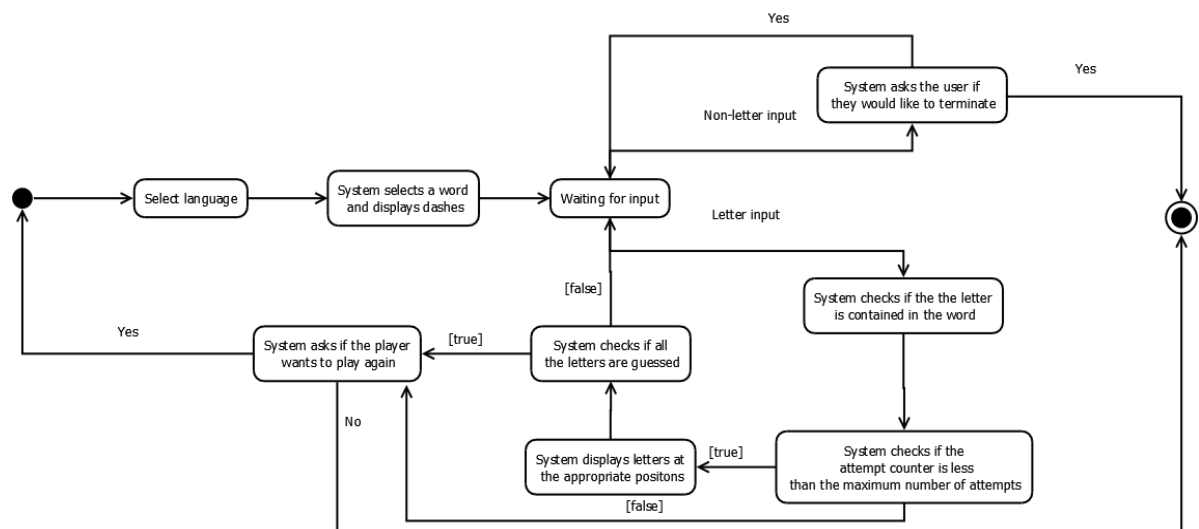 Yes
System asks the user if
they would like to terminate
Yes
Non-letter input
Select language
System selects a word
and displays dashes
Waiting for input
Letter input
[false]
System checks if the the letter
is contained in the word
Yes
System asks if the player
wants to play again
[true]
System checks if all
the letters are guessed
No
System displays letters at
the appropriate positons
[true]
System checks if the
attempt counter is less
than the maximum number of attempts
[false]